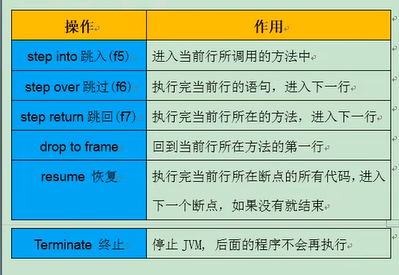 操作 作用
step into 跳入(f5) 进入当前行所调用的方法中
step over 跳过(f6) 执行完当前行的语句，进入下一行
step return 跳回(f7) 执行完当前行所在的方法，进入下一行
drop to frame 回到当前行所在方法的第一行
resume 恢复 执行完当前行所在断点的所有代码，进入
下一个断点，如果没有就结束
Terminate 终止 停止 JVM, 后面的程序不会再执行